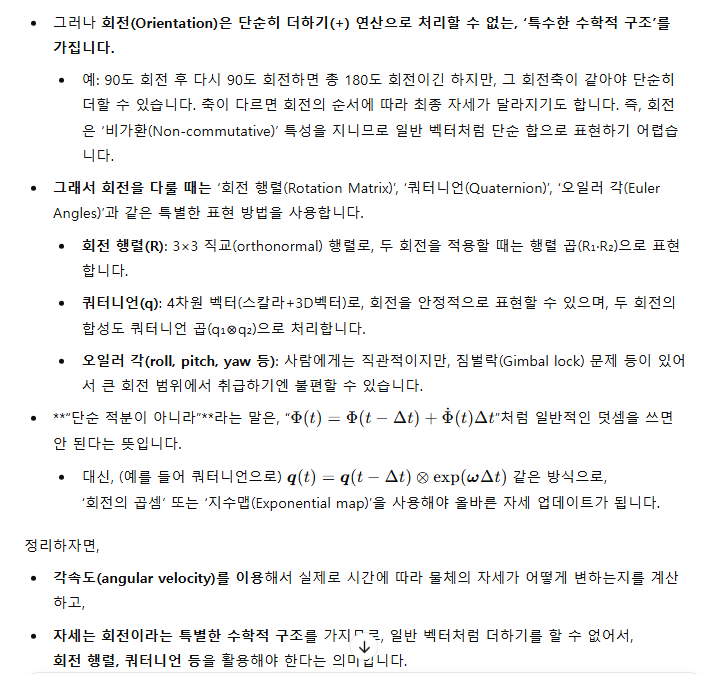 • 그러나 회전(Orientation)은 단순히 더하기(+) 연산으로 처리할 수 없는, ‘특수한 수학적 구조’를
가집니다.
• 예: 90도 회전 후 다시 90도 회전하면 총 180도 회전이긴 하지만, 그 회전축이 같아야 단순히
더할 수 있습니다. 축이 다르면 회전의 순서에 따라 최종 자세가 달라지기도 합니다. 즉, 회전
은 ‘비가환(Non-commutative)’ 특성을 지니므로 일반 벡터처럼 단순 합으로 표현하기 어렵습
니다.
• 그래서 회전을 다룰 때는 ‘회전 행렬(Rotation Matrix)’, ‘쿼터니언(Quaternion)’, ‘오일러 각(Euler
Angles)’과 같은 특별한 표현 방법을 사용합니다.
• 회전 행렬(R): 3×3 직교(orthonormal) 행렬로, 두 회전을 적용할 때는 행렬 곱(R₁·R₂)으로 표현
합니다.
• 쿼터니언(q): 4차원 벡터(스칼라+3D벡터)로, 회전을 안정적으로 표현할 수 있으며, 두 회전의
합성도 쿼터니언 곱(q₁⊗q₂)으로 처리합니다.
• 오일러 각(roll, pitch, yaw 등): 사람에게는 직관적이지만, 짐벌락(Gimbal lock) 문제 등이 있어
서 큰 회전 범위에서 취급하기엔 불편할 수 있습니다.
• **“단순 적분이 아니라”**라는 말은, “Φ(t) = Φ(t − Δt) + Φ̇(t)Δt”처럼 일반적인 덧셈을 쓰면
안 된다는 뜻입니다.
• 대신, (예를 들어 쿼터니언으로) q(t) = q(t − Δt) ⊗ exp(ωΔt) 같은 방식으로,
‘회전의 곱셈’ 또는 ‘지수맵(Exponential map)’을 사용해야 올바른 자세 업데이트가 됩니다.
정리하자면,
• 각속도(angular velocity)를 이용해서 실제로 시간에 따라 물체의 자세가 어떻게 변하는지를 계산
하고,
• 자세는 회전이라는 특별한 수학적 구조를 가지므로, 일반 벡터처럼 더하기를 할 수 없어서,
회전 행렬, 쿼터니언 등을 활용해야 한다는 의미입니다.